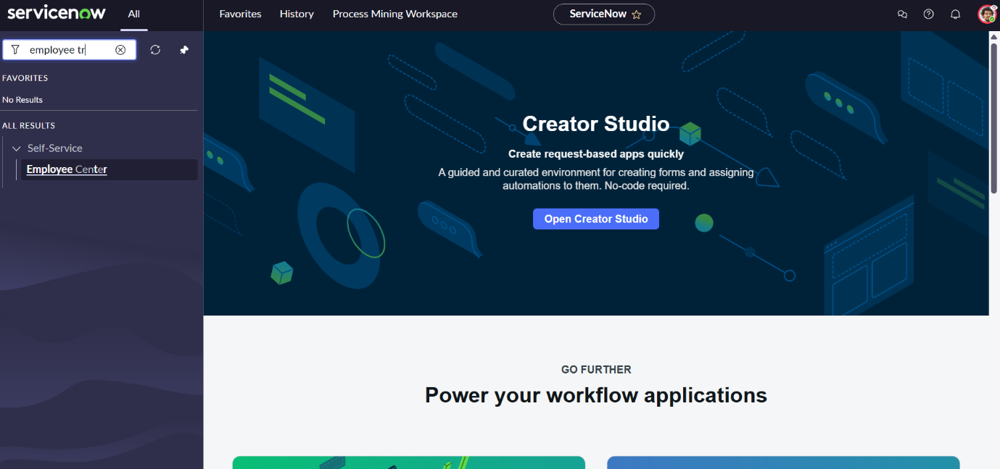 servicenow
All
Favorites
History
Process Mining Workspace
ServiceNow
employee tr
FAVORITES
No Results
ALL RESULTS
Self-Service
Employee Center
Creator Studio
Create request-based apps quickly
A guided and curated environment for creating forms and assigning
automations to them. No-code required.
Open Creator Studio
GO FURTHER
Power your workflow applications